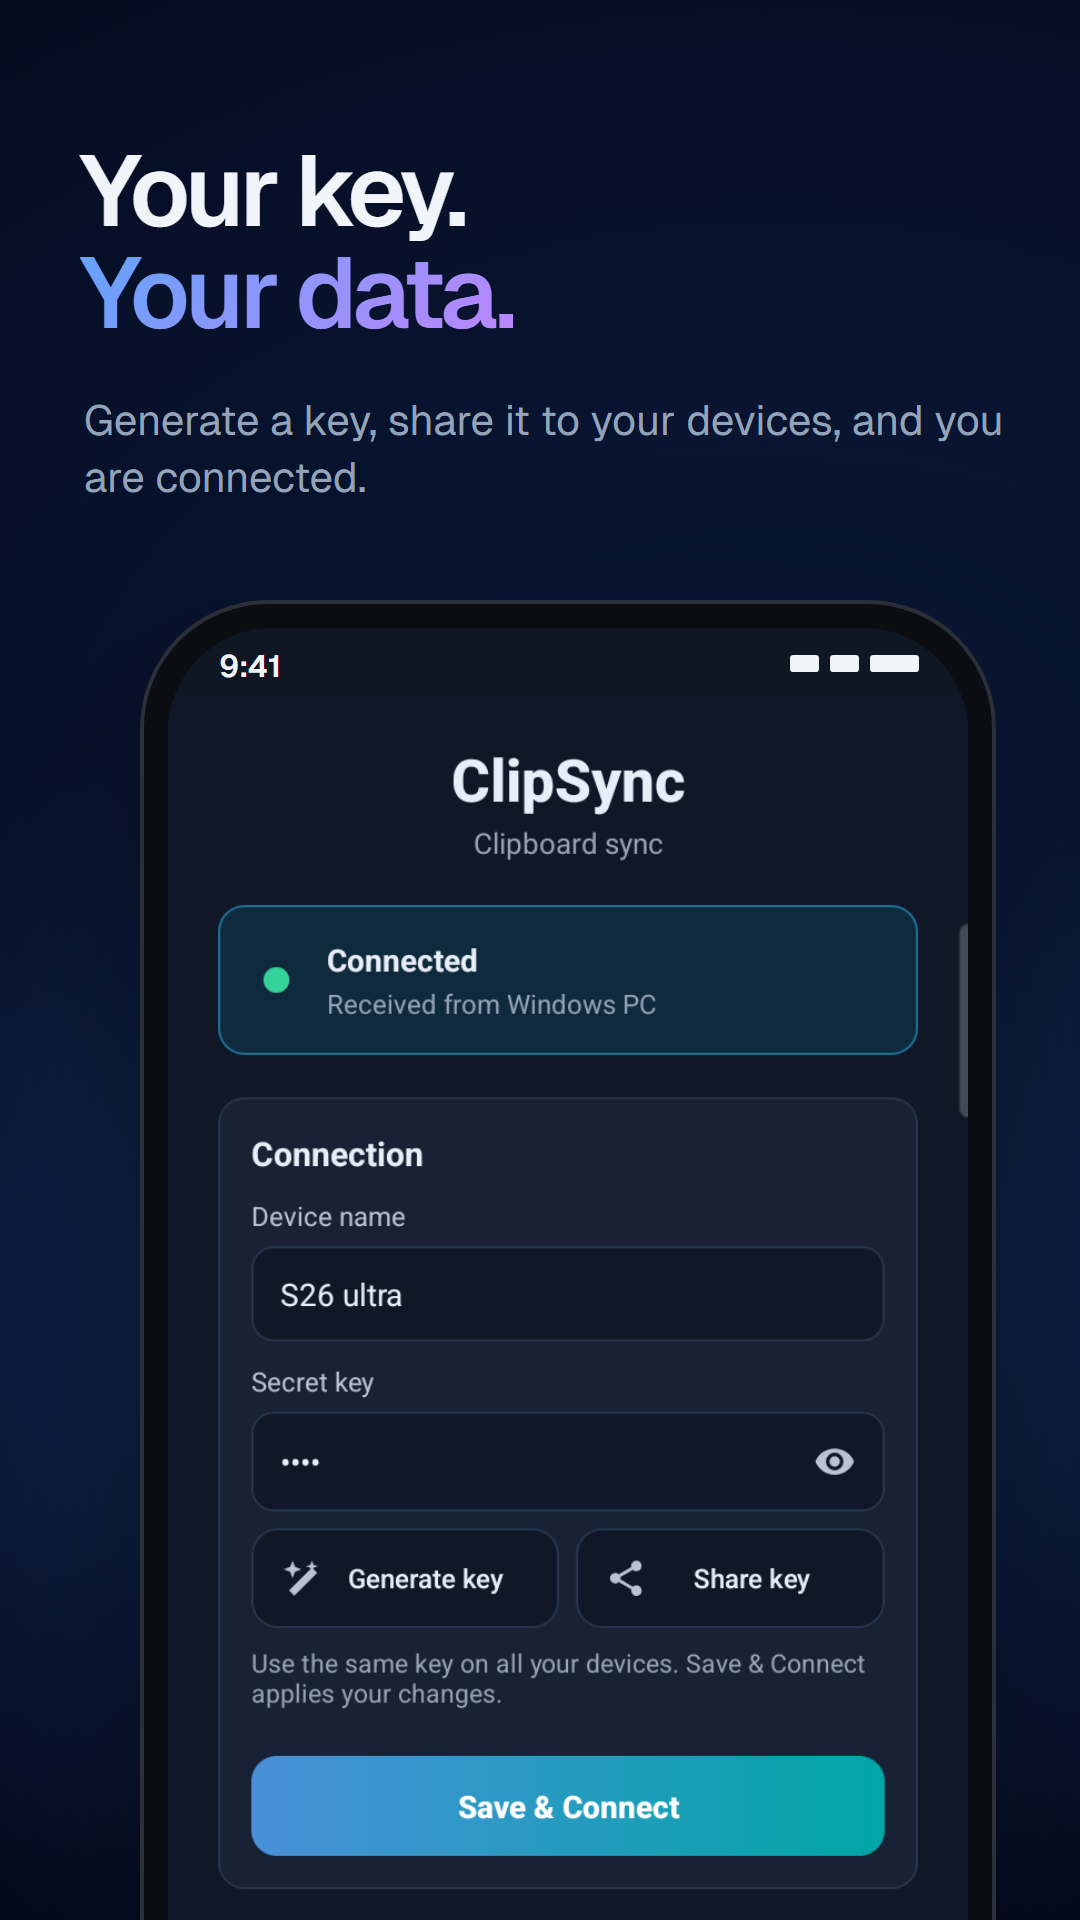 Your key.
Your data.
Generate a key, share it to your devices, and you
are connected.
9:41
ClipSync
Clipboard sync
Connected
Received from Windows PC
Connection
Device name
S26 ultra
Secret key
••••
Generate key
Share key
Use the same key on all your devices. Save & Connect
applies your changes.
Save & Connect